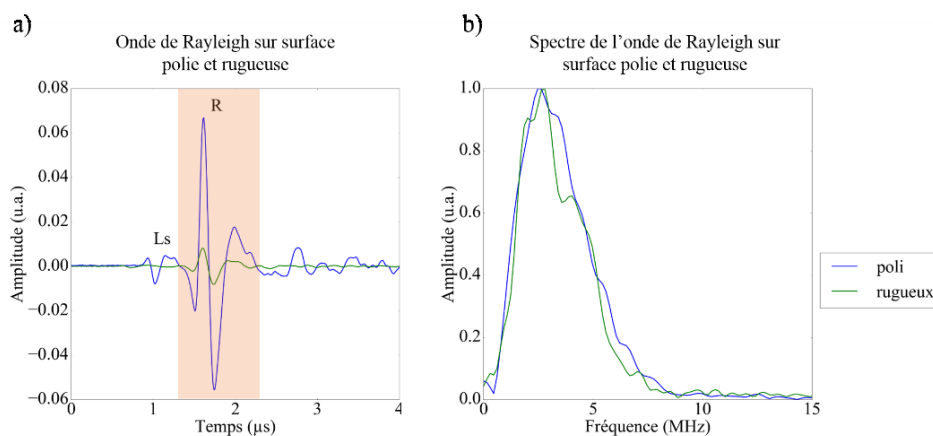 a)
Onde de Rayleigh sur surface
polie et rugueuse
0.08
0.06
0.04
0.02
0.00
−0.02
−0.04
−0.06
Amplitude (u.a.)
R
Ls
0
1
2
3
4
Temps (µs)
b)
Spectre de l’onde de Rayleigh sur
surface polie et rugueuse
1.0
0.8
0.6
0.4
0.2
0.0
Amplitude (u.a.)
0
5
10
15
Fréquence (MHz)
poli
rugueux